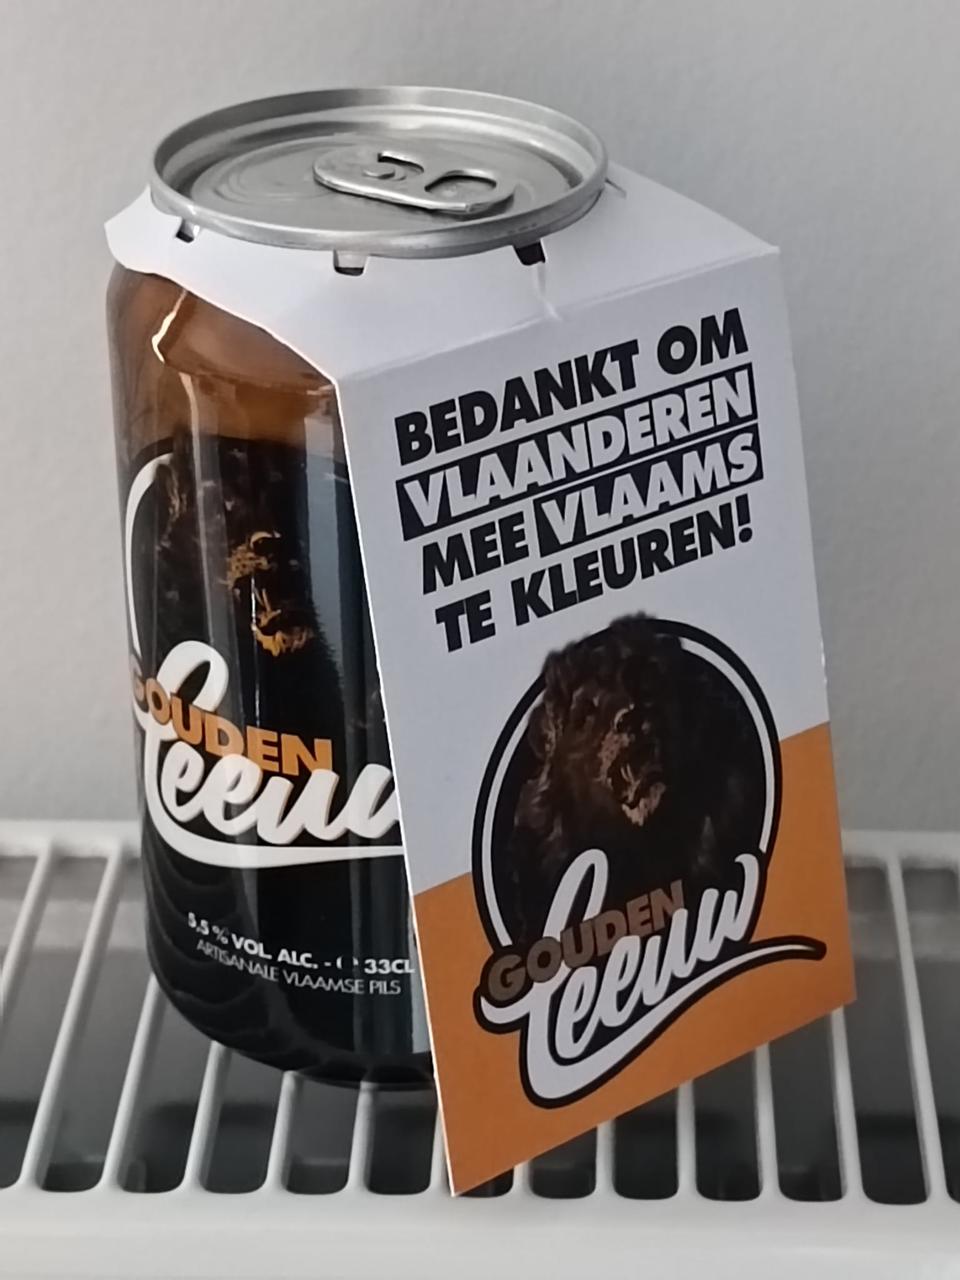 BEDANKT OM
VLAANDEREN
MEE VLAAMS
TE KLEUREN!
GOUDEN
Leeuw
GOUDEN
Leeuw
5,5 % VOL. ALC. - 33CL
ARTISANALE VLAAMSE PILS